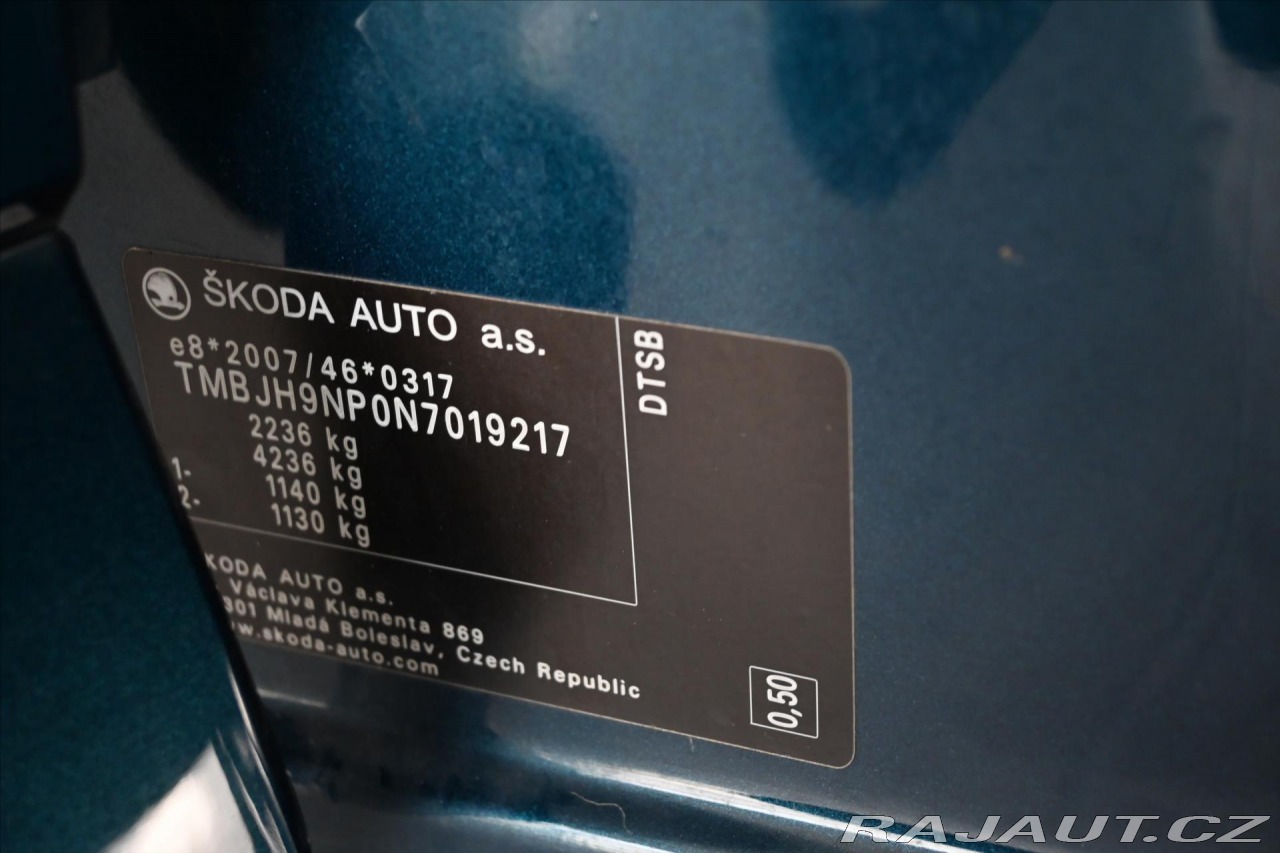 ŠKODA AUTO a.s.
e8*2007/46*0317
TMBJH9NP0N7019217
2236 kg
4236 kg
1- 1140 kg
2- 1130 kg
DTSB
KODA AUTO a.s.
Václava Klementa 869
301 Mladá Boleslav, Czech Republic
w.skoda-auto.com
0,50
RAJAUT.CZ